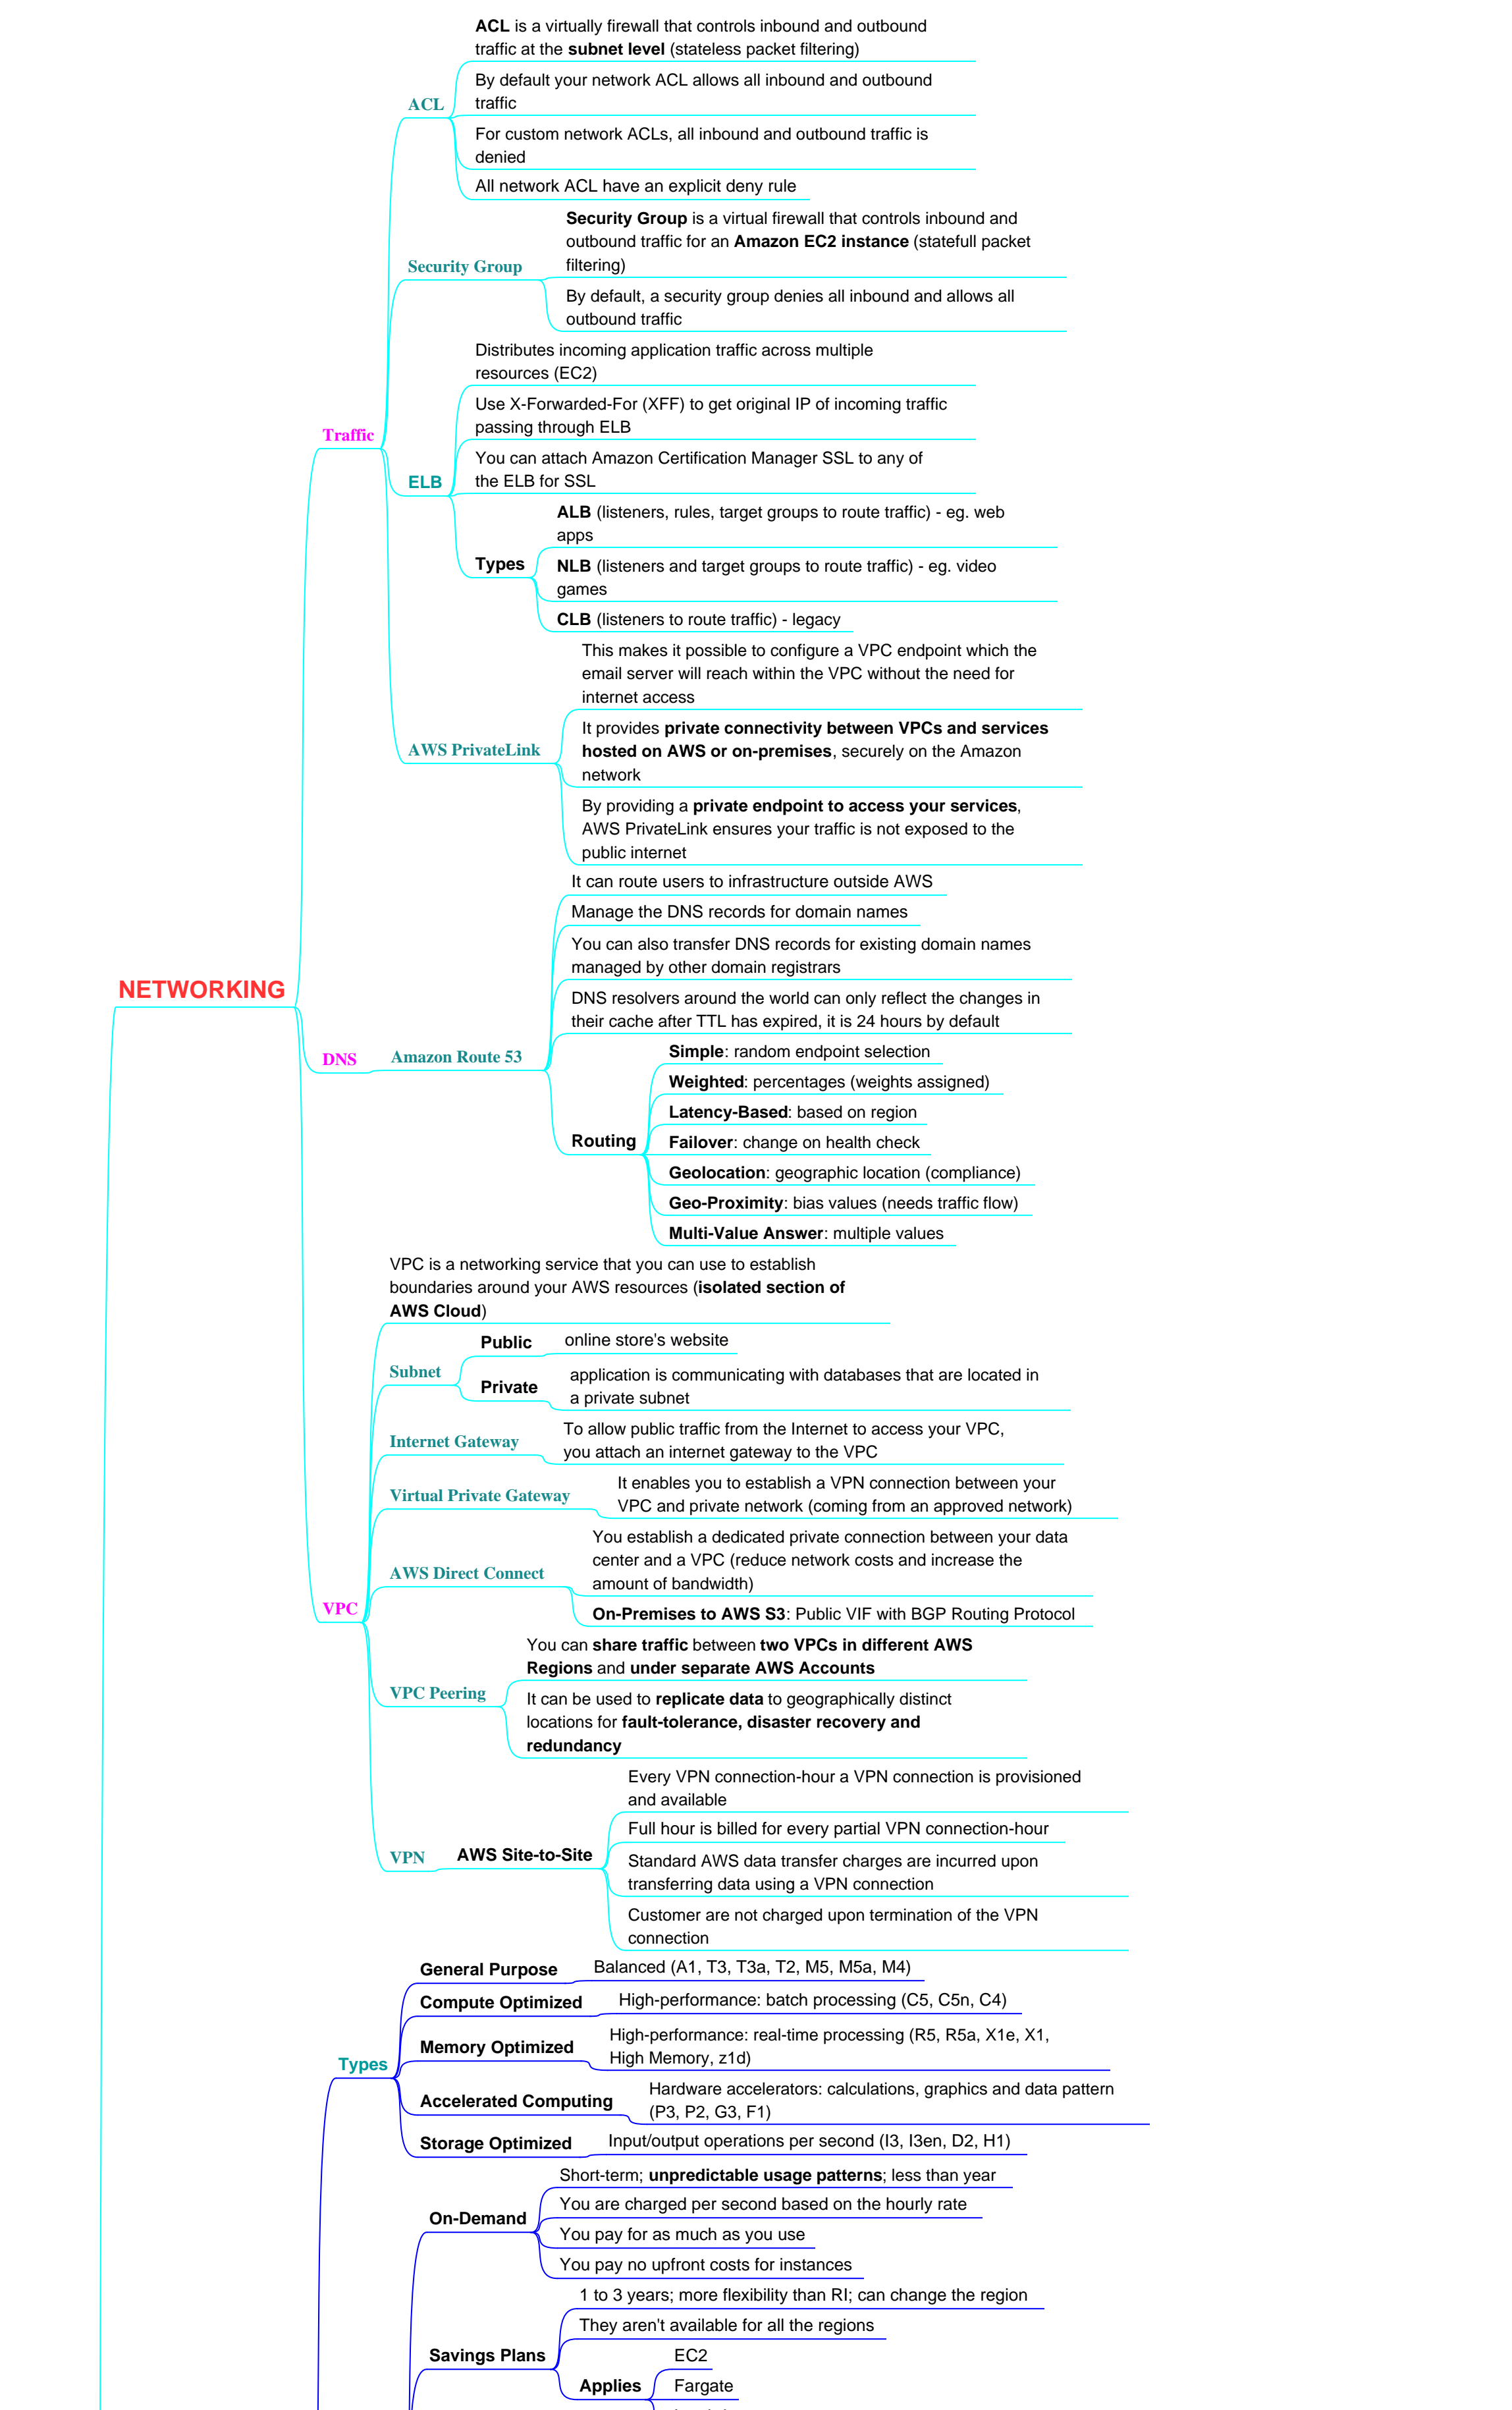 ACL is a virtually firewall that controls inbound and outbound
traffic at the subnet level (stateless packet filtering)
By default your network ACL allows all inbound and outbound
traffic
ACL
For custom network ACLs, all inbound and outbound traffic is
denied
All network ACL have an explicit deny rule
Security Group is a virtual firewall that controls inbound and
outbound traffic for an Amazon EC2 instance (statefull packet
filtering)
Security Group
By default, a security group denies all inbound and allows all
outbound traffic
Distributes incoming application traffic across multiple
resources (EC2)
Use X-Forwarded-For (XFF) to get original IP of incoming traffic
passing through ELB
Traffic
You can attach Amazon Certification Manager SSL to any of
the ELB for SSL
ELB
ALB (listeners, rules, target groups to route traffic) - eg. web
apps
Types
NLB (listeners and target groups to route traffic) - eg. video
games
CLB (listeners to route traffic) - legacy
This makes it possible to configure a VPC endpoint which the
email server will reach within the VPC without the need for
internet access
It provides private connectivity between VPCs and services
hosted on AWS or on-premises, securely on the Amazon
network
AWS PrivateLink
By providing a private endpoint to access your services,
AWS PrivateLink ensures your traffic is not exposed to the
public internet
It can route users to infrastructure outside AWS
Manage the DNS records for domain names
You can also transfer DNS records for existing domain names
managed by other domain registrars
NETWORKING
DNS resolvers around the world can only reflect the changes in
their cache after TTL has expired, it is 24 hours by default
DNS
Amazon Route 53
Simple: random endpoint selection
Weighted: percentages (weights assigned)
Latency-Based: based on region
Routing
Failover: change on health check
Geolocation: geographic location (compliance)
Geo-Proximity: bias values (needs traffic flow)
Multi-Value Answer: multiple values
VPC is a networking service that you can use to establish
boundaries around your AWS resources (isolated section of
AWS Cloud)
Public
online store's website
Subnet
Private
application is communicating with databases that are located in
a private subnet
Internet Gateway
To allow public traffic from the Internet to access your VPC,
you attach an internet gateway to the VPC
Virtual Private Gateway
It enables you to establish a VPN connection between your
VPC and private network (coming from an approved network)
You establish a dedicated private connection between your data
center and a VPC (reduce network costs and increase the
amount of bandwidth)
AWS Direct Connect
On-Premises to AWS S3: Public VIF with BGP Routing Protocol
VPC
You can share traffic between two VPCs in different AWS
Regions and under separate AWS Accounts
VPC Peering
It can be used to replicate data to geographically distinct
locations for fault-tolerance, disaster recovery and
redundancy
Every VPN connection-hour a VPN connection is provisioned
and available
Full hour is billed for every partial VPN connection-hour
VPN
AWS Site-to-Site
Standard AWS data transfer charges are incurred upon
transferring data using a VPN connection
Customer are not charged upon termination of the VPN
connection
General Purpose
Balanced (A1, T3, T3a, T2, M5, M5a, M4)
Compute Optimized
High-performance: batch processing (C5, C5n, C4)
Memory Optimized
High-performance: real-time processing (R5, R5a, X1e, X1,
High Memory, z1d)
Types
Accelerated Computing
Hardware accelerators: calculations, graphics and data pattern
(P3, P2, G3, F1)
Storage Optimized
Input/output operations per second (I3, I3en, D2, H1)
Short-term; unpredictable usage patterns; less than year
You are charged per second based on the hourly rate
On-Demand
You pay for as much as you use
You pay no upfront costs for instances
1 to 3 years; more flexibility than RI; can change the region
They aren't available for all the regions
Savings Plans
EC2
Applies
Fargate